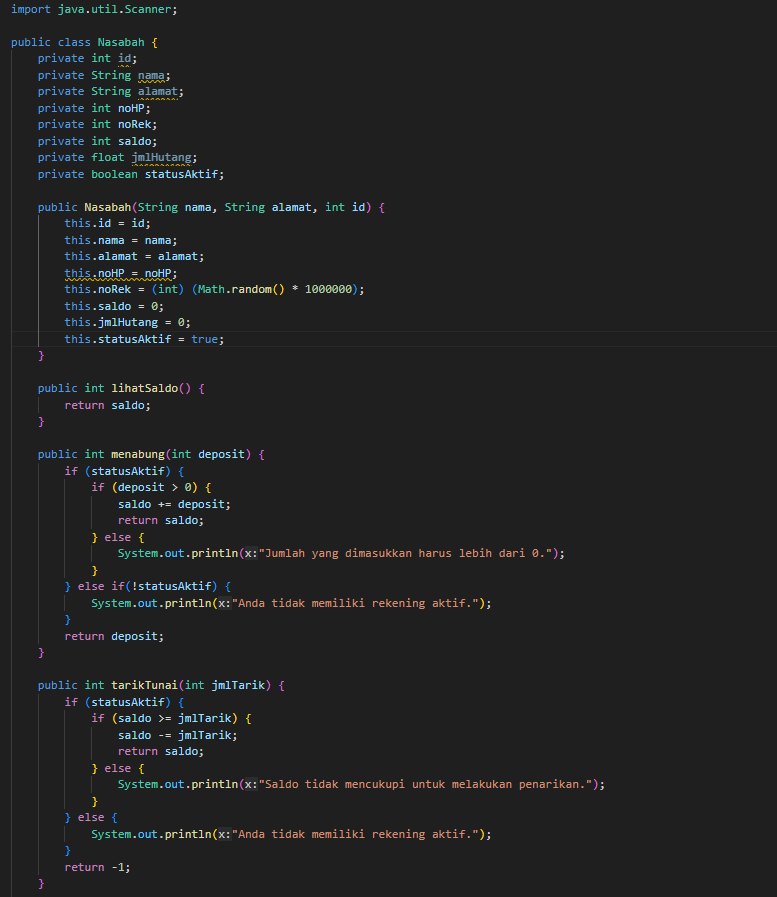 import java.util.Scanner;
public class Nasabah {
private int id;
private String nama;
private String alamat;
private int noHP;
private int noRek;
private int saldo;
private float jmlHutang;
private boolean statusAktif;
public Nasabah(String nama, String alamat, int id) {
this.id = id;
this.nama = nama;
this.alamat = alamat;
this.noHP = noHP;
this.noRek = (int) (Math.random() * 1000000);
this.saldo = 0;
this.jmlHutang = 0;
this.statusAktif = true;
}
public int lihatSaldo() {
return saldo;
}
public int menabung(int deposit) {
if (statusAktif) {
if (deposit > 0) {
saldo += deposit;
return saldo;
} else {
System.out.println(x:"Jumlah yang dimasukkan harus lebih dari 0.");
}
} else if(!statusAktif) {
System.out.println(x:"Anda tidak memiliki rekening aktif.");
}
return deposit;
}
public int tarikTunai(int jmlTarik) {
if (statusAktif) {
if (saldo >= jmlTarik) {
saldo -= jmlTarik;
return saldo;
} else {
System.out.println(x:"Saldo tidak mencukupi untuk melakukan penarikan.");
}
} else {
System.out.println(x:"Anda tidak memiliki rekening aktif.");
}
return -1;
}